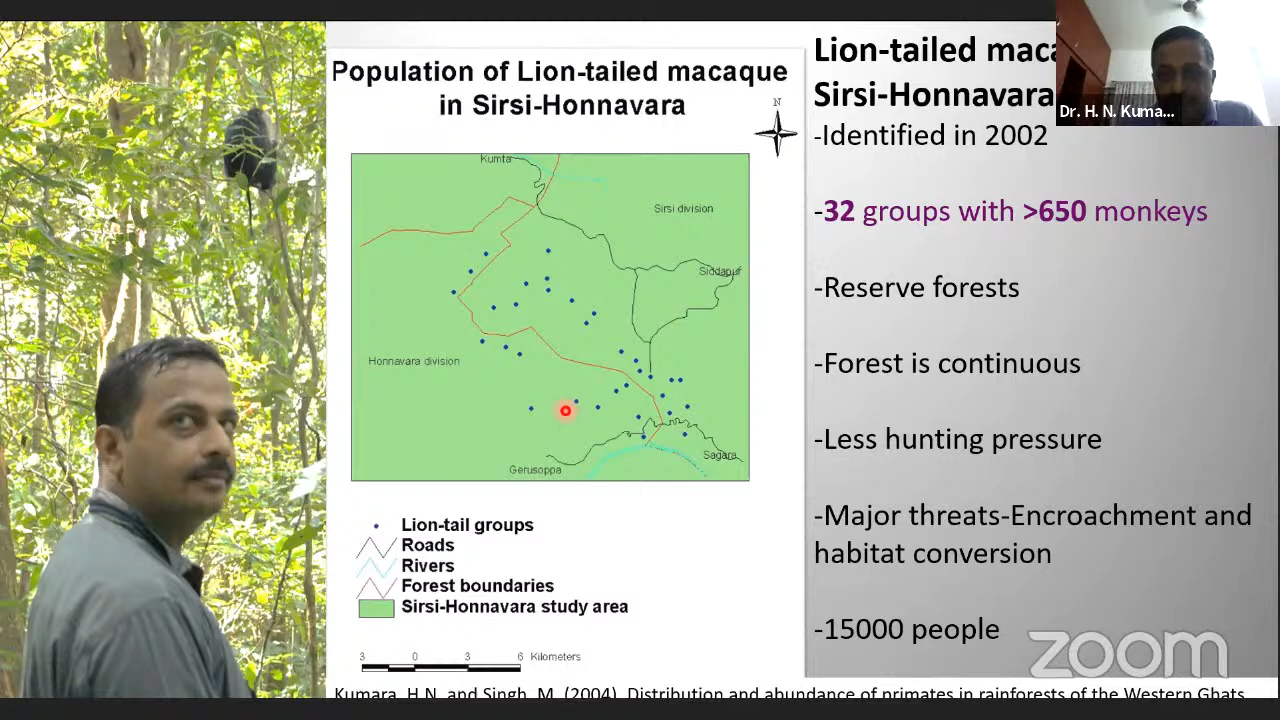 Population of Lion-tailed macaque
in Sirsi-Honnavara
N
Kumta
Sirsi division
Siddapur
Honnavara division
Sagara
Gerusoppa
Lion-tail groups
Roads
Rivers
Forest boundaries
Sirsi-Honnavara study area
3 0 3 6 Kilometers
Lion-tailed maca
Sirsi-Honnavara
-Identified in 2002
-32 groups with >650 monkeys
-Reserve forests
-Forest is continuous
-Less hunting pressure
-Major threats-Encroachment and
habitat conversion
-15000 people
Kumara, H.N. and Singh, M. (2004). Distribution and abundance of primates in rainforests of the Western Ghats
Dr. H. N. Kuma...
zoom